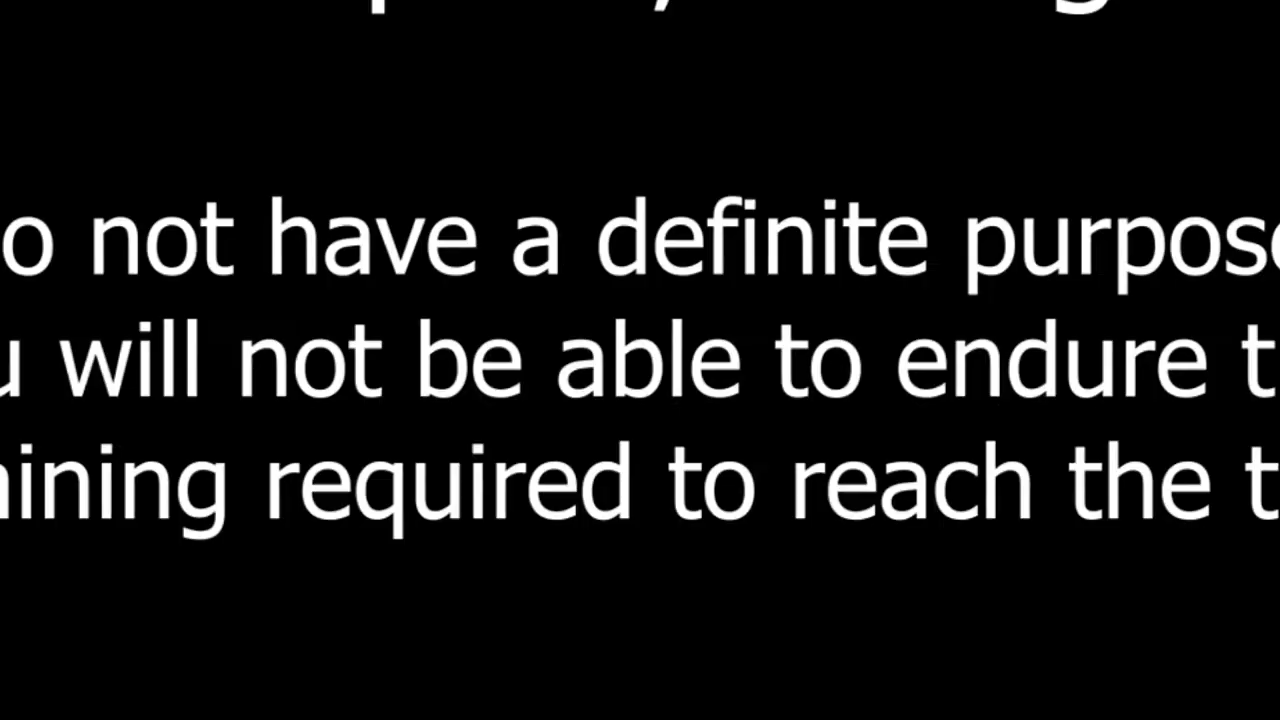 o not have a definite purpose
u will not be able to endure t
ining required to reach the t